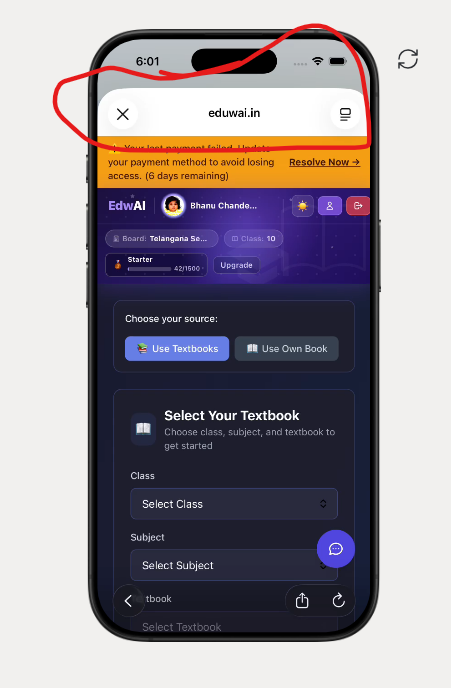 6:01
eduwai.in
Your last payment failed. Update
your payment method to avoid losing
access. (6 days remaining)
Resolve Now →
EdwAI
Bhanu Chande...
Board: Telangana Se...
Class: 10
Starter
42/1500
Upgrade
Choose your source:
Use Textbooks
Use Own Book
Select Your Textbook
Choose class, subject, and textbook to
get started
Class
Select Class
Subject
Select Subject
tbook
Select Textbook